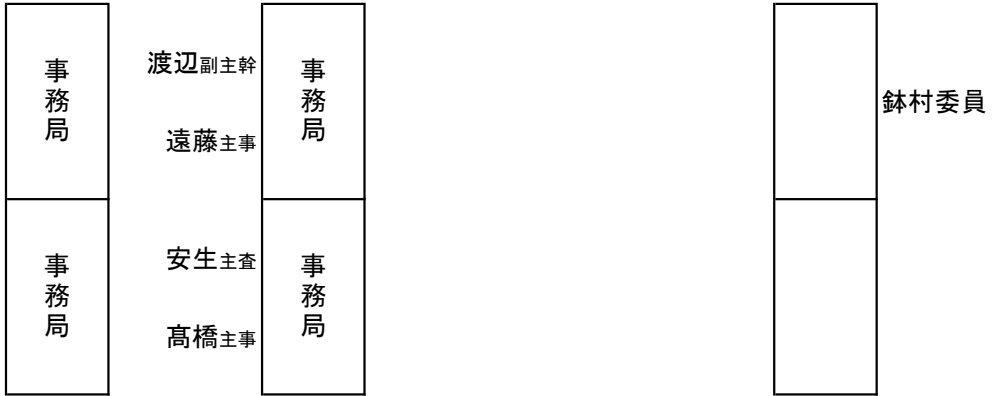 事務局
渡辺副主幹
遠藤主事
事務局
鉢村委員
事務局
安生主査
髙橋主事
事務局